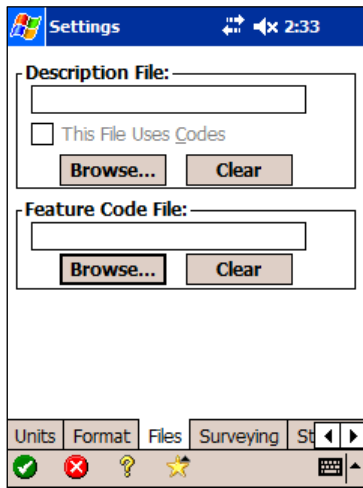 Settings 2:33
Description File:
This File Uses Codes
Browse... Clear
Feature Code File:
Browse... Clear
Units Format Files Surveying St
?